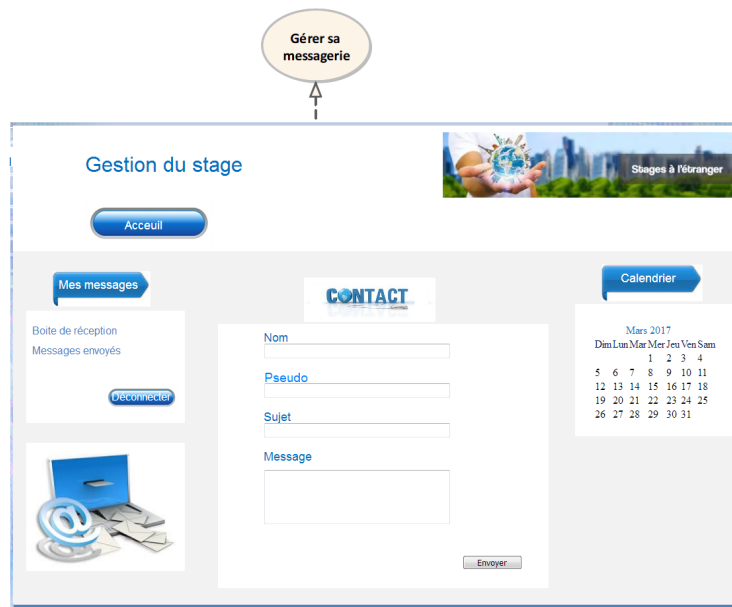 Gérer sa
messagerie
Gestion du stage
Stages à l'étranger
Acceuil
Mes messages
Boite de réception
Messages envoyés
Déconnecter
CONTACT
Nom
Pseudo
Sujet
Message
Envoyer
Calendrier
Mars 2017
Dim Lun Mar Mer Jeu Ven Sam
1 2 3 4
5 6 7 8 9 10 11
12 13 14 15 16 17 18
19 20 21 22 23 24 25
26 27 28 29 30 31